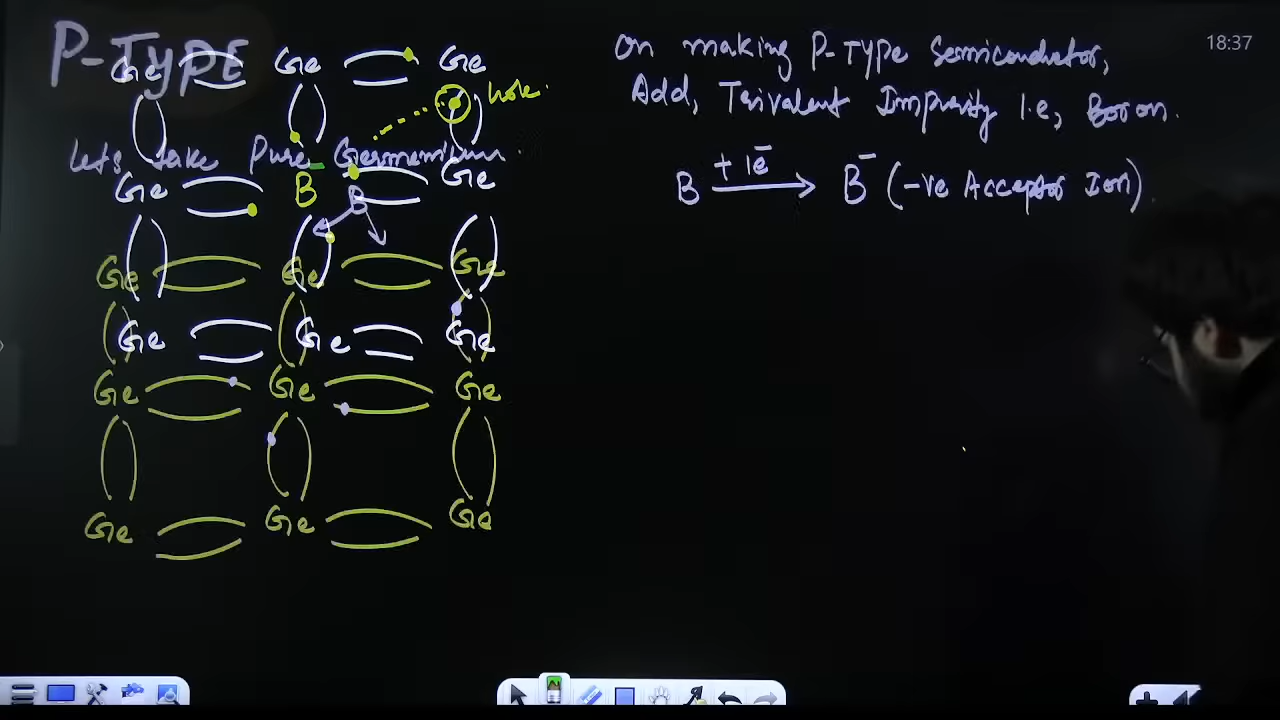 P-TYPE
Ge Ge Ge
hole.
Lets take Pure Germenium.
Ge B B Ge
Ge Ge Ge
Ge Ge Ge
Ge Ge Ge
Ge Ge Ge
On making P-Type Semiconductor, 18:37
Add, Trivalent Impurity i.e, Boron.
B +1e⁻ → B⁻ (-ve Acceptor Ion).